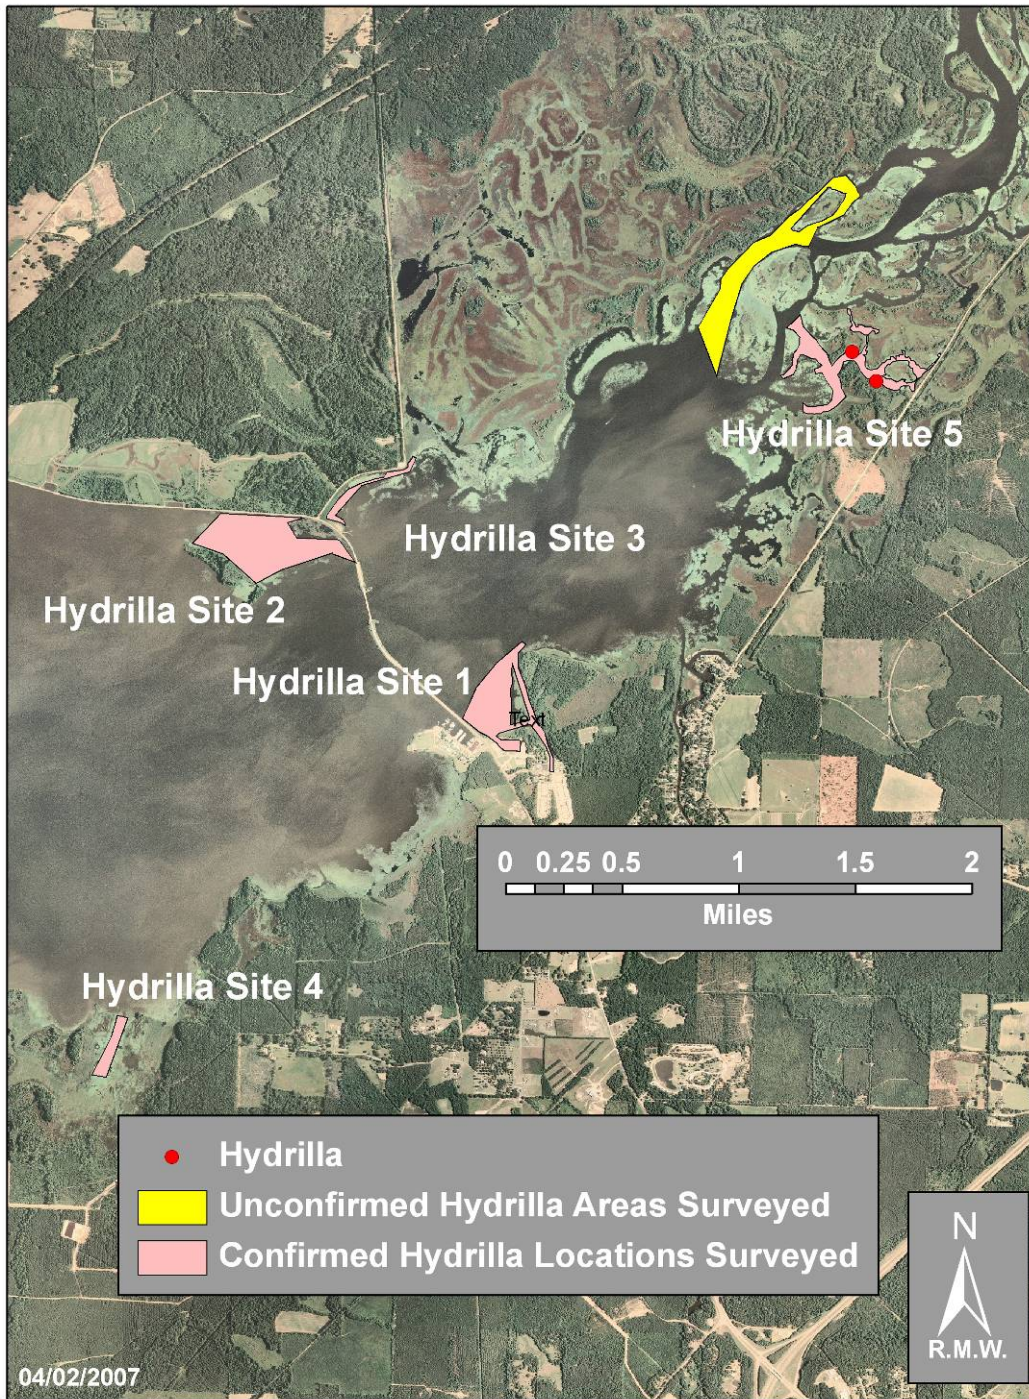 Hydrilla Site 5
Hydrilla Site 3
Hydrilla Site 2
Hydrilla Site 1
Text
0 0.25 0.5 1 1.5 2
Miles
Hydrilla Site 4
Hydrilla
Unconfirmed Hydrilla Areas Surveyed
Confirmed Hydrilla Locations Surveyed
N
R.M.W.
04/02/2007